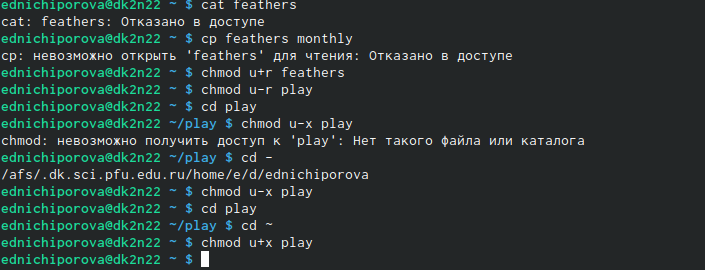 ednichiporova@dk2n22 ~ $ cat feathers
cat: feathers: Отказано в доступе
ednichiporova@dk2n22 ~ $ cp feathers monthly
cp: невозможно открыть 'feathers' для чтения: Отказано в доступе
ednichiporova@dk2n22 ~ $ chmod u+r feathers
ednichiporova@dk2n22 ~ $ chmod u-r play
ednichiporova@dk2n22 ~ $ cd play
ednichiporova@dk2n22 ~/play $ chmod u-x play
chmod: невозможно получить доступ к 'play': Нет такого файла или каталога
ednichiporova@dk2n22 ~/play $ cd -
/afs/.dk.sci.pfu.edu.ru/home/e/d/ednichiporova
ednichiporova@dk2n22 ~ $ chmod u-x play
ednichiporova@dk2n22 ~ $ cd play
ednichiporova@dk2n22 ~/play $ cd ~
ednichiporova@dk2n22 ~ $ chmod u+x play
ednichiporova@dk2n22 ~ $